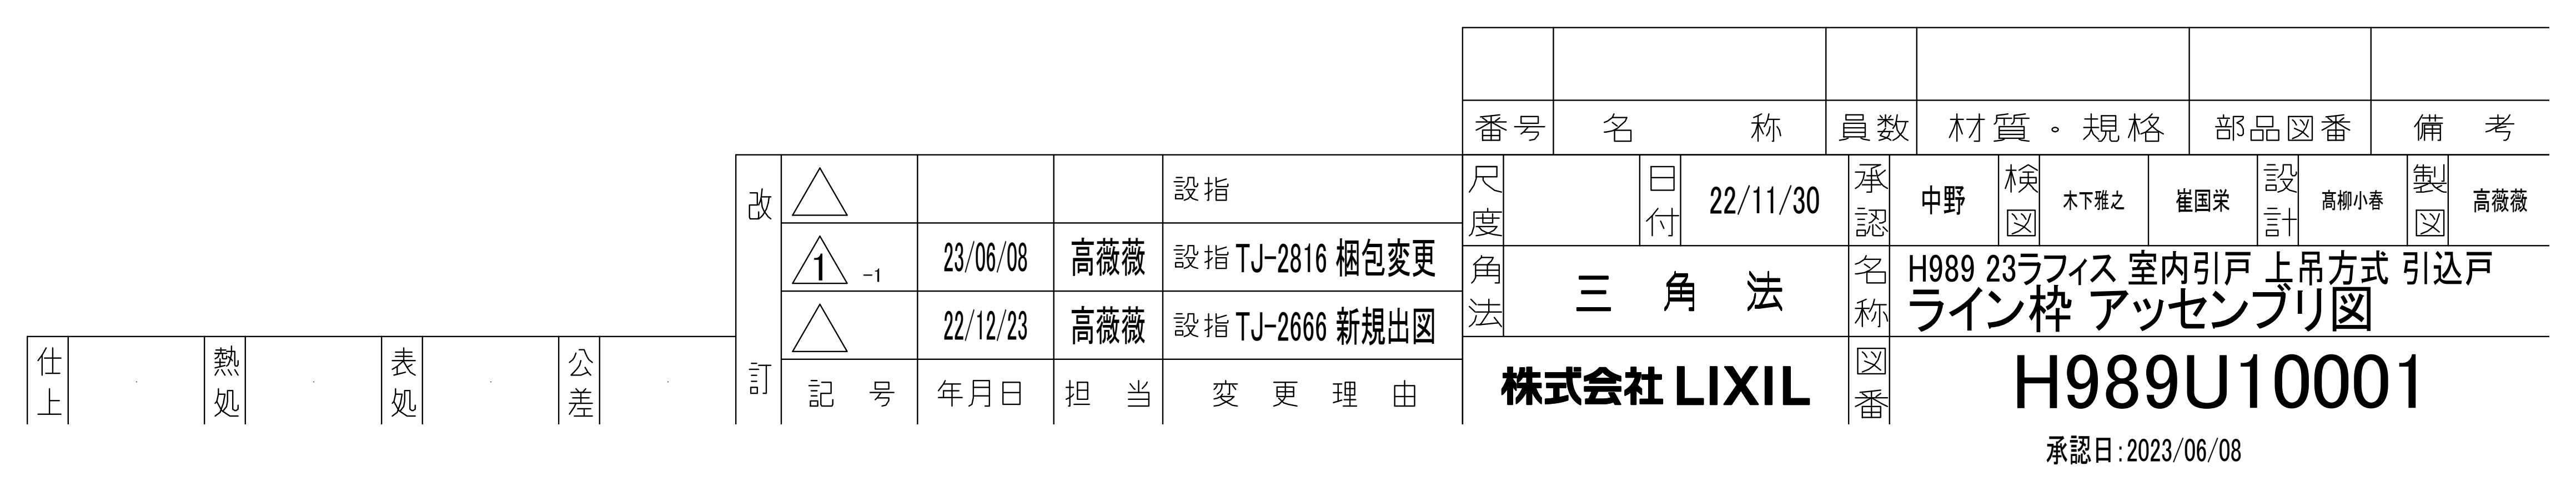 番号 名称 員数 材質・規格 部品図番 備考
尺度 日付 22/11/30 承認 中野 検図 木下雅之 崔国栄 設計 髙柳小春 製図 高薇薇
角法 三角法 名称 H989 23ラフィス 室内引戸 上吊方式 引込戸
ライン枠 アッセンブリ図
株式会社 LIXIL 図番 H989U10001
改訂 設指
1 -1 23/06/08 高薇薇 設指 TJ-2816 梱包変更
22/12/23 高薇薇 設指 TJ-2666 新規出図
記号 年月日 担当 変更理由
仕上 熱処 表処 公差
承認日:2023/06/08